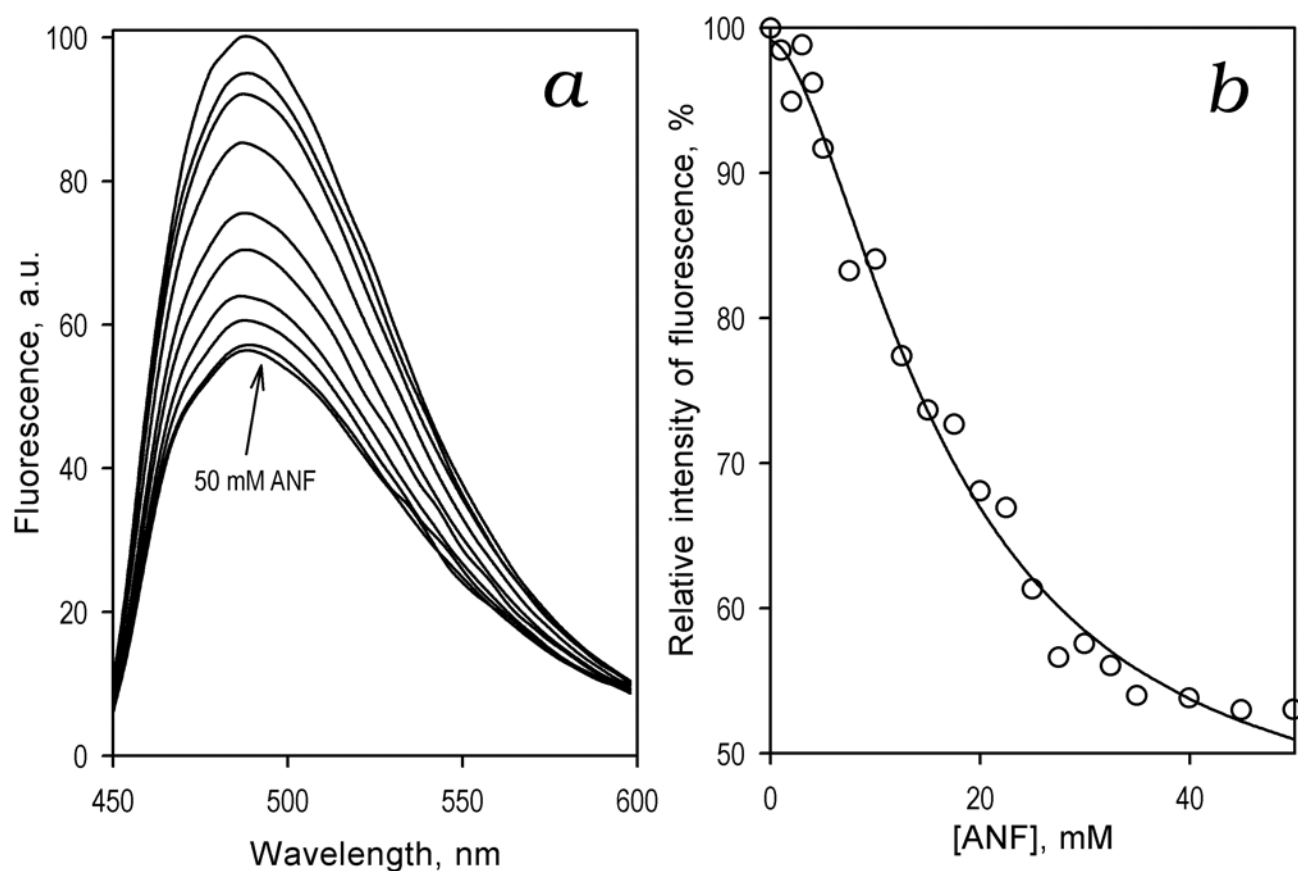 a
Fluorescence, a.u.
100
80
60
40
20
0
50 mM ANF
450
500
550
600
Wavelength, nm
b
Relative intensity of fluorescence, %
100
90
80
70
60
50
0
20
40
[ANF], mM